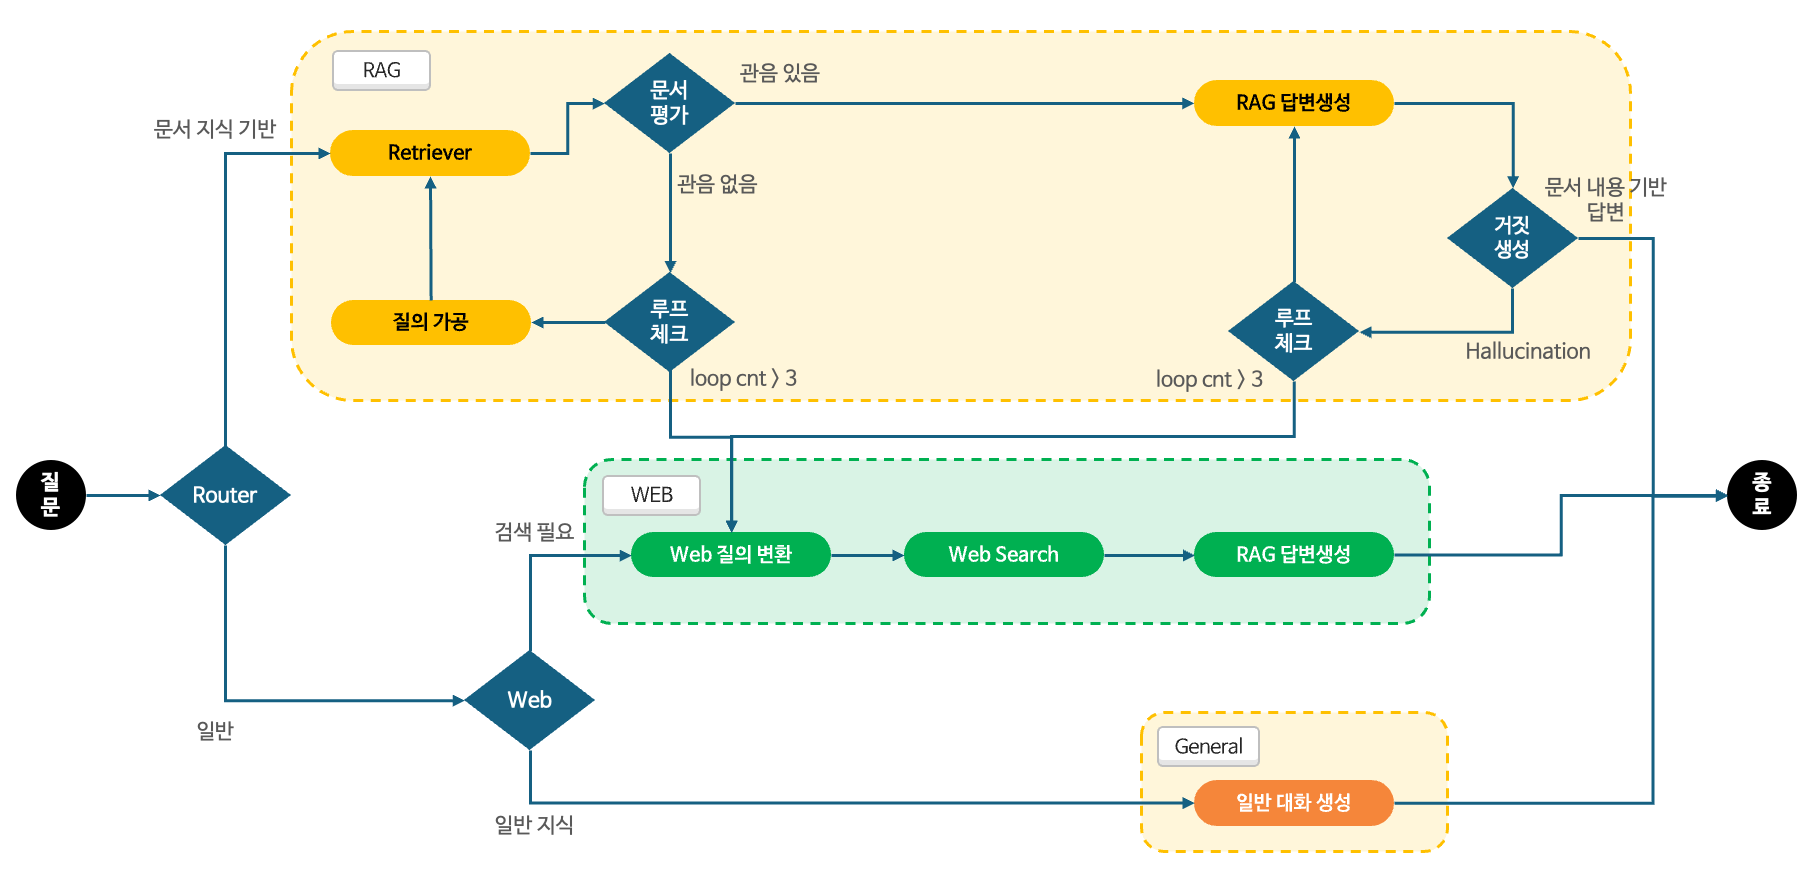 RAG
문서
평가
관음 있음
RAG 답변생성
문서 지식 기반
Retriever
관음 없음
문서 내용 기반
답변
거짓
생성
질의 가공
루프
체크
루프
체크
Hallucination
loop cnt > 3
loop cnt > 3
질
문
Router
WEB
종
료
검색 필요
Web 질의 변환
Web Search
RAG 답변생성
Web
일반
General
일반 대화 생성
일반 지식